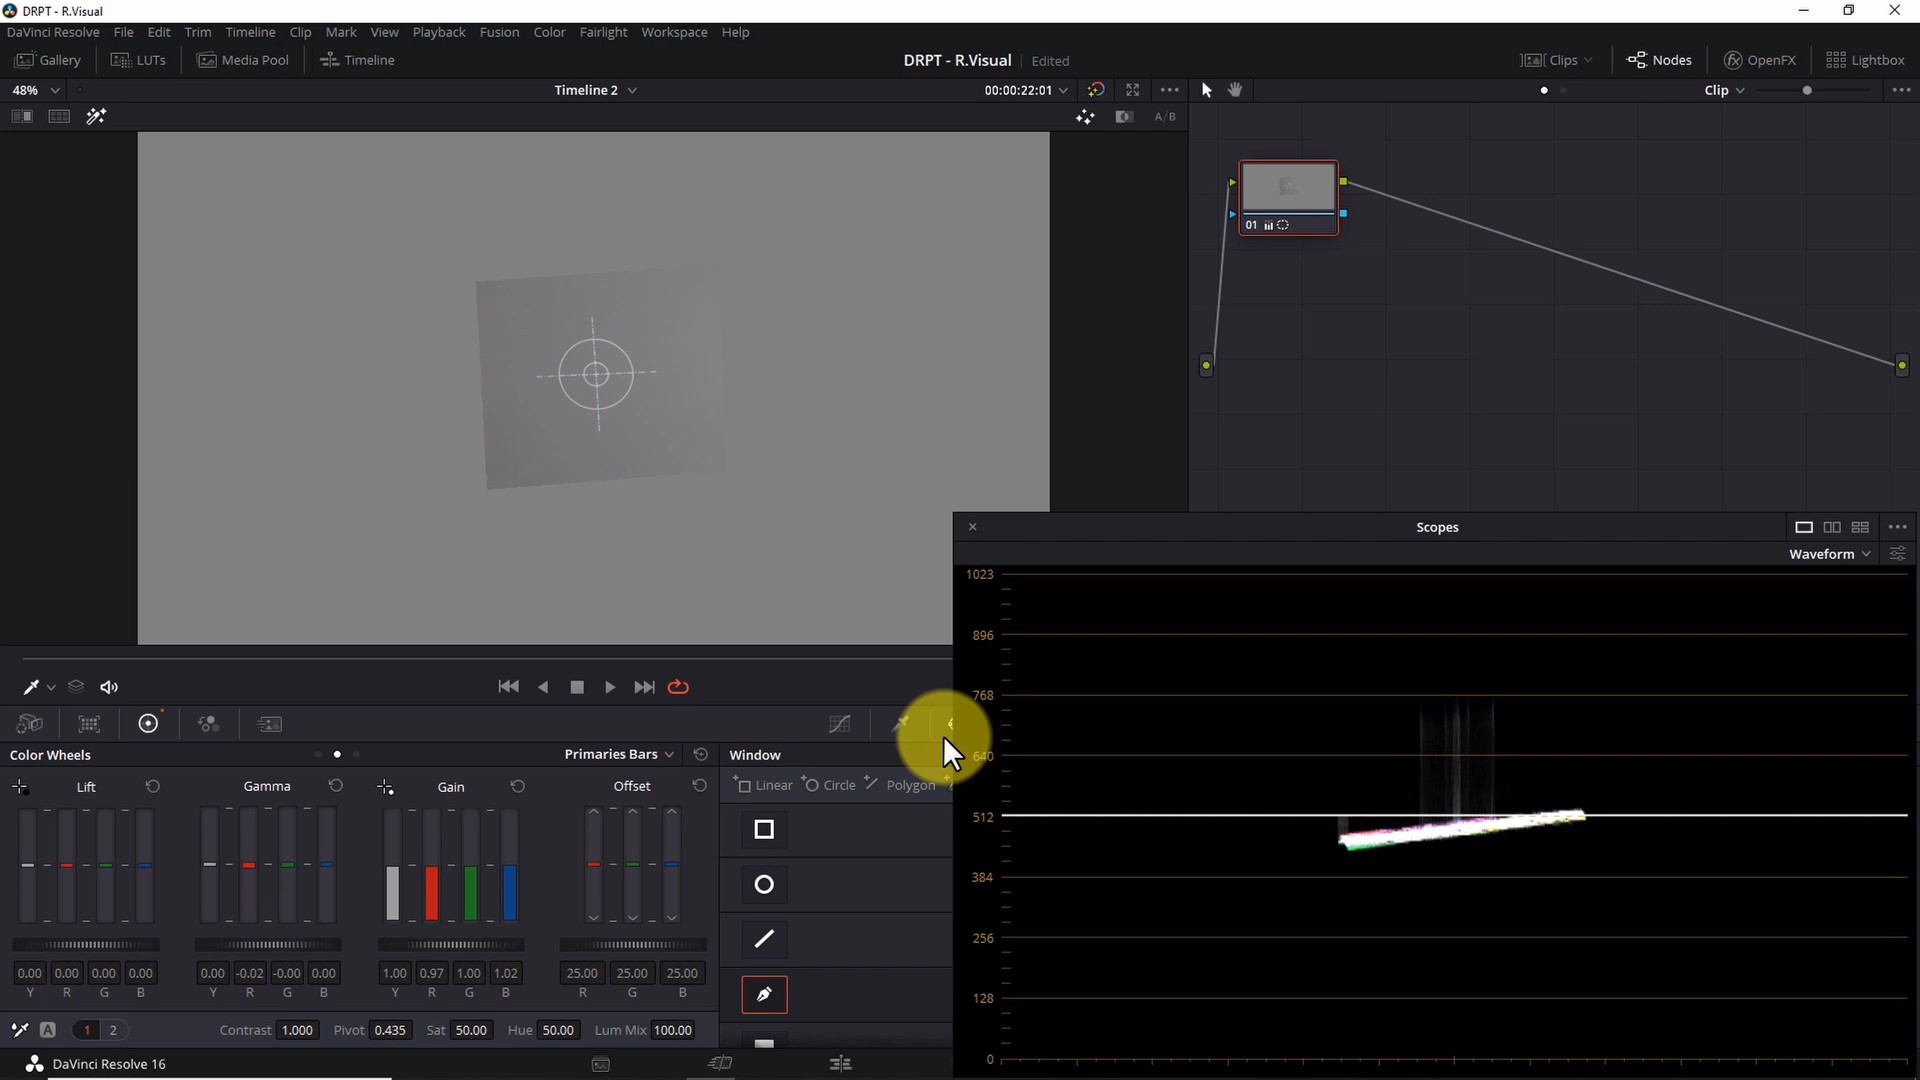 DRPT - R.Visual
DaVinci Resolve File Edit Trim Timeline Clip Mark View Playback Fusion Color Fairlight Workspace Help
Gallery LUTs Media Pool Timeline DRPT - R.Visual Edited Clips Nodes OpenFX Lightbox
48% Timeline 2 00:00:22:01 Clip
A/B
01
Scopes
Waveform
1023
896
768
640
512
384
256
128
0
Color Wheels Primaries Bars Window
Lift Gamma Gain Offset Linear Circle Polygon
0.00 0.00 0.00 0.00 0.00 -0.02 -0.00 0.00 1.00 0.97 1.00 1.02 25.00 25.00 25.00
Y R G B Y R G B Y R G B R G B
A 1 2 Contrast 1.000 Pivot 0.435 Sat 50.00 Hue 50.00 Lum Mix 100.00
DaVinci Resolve 16